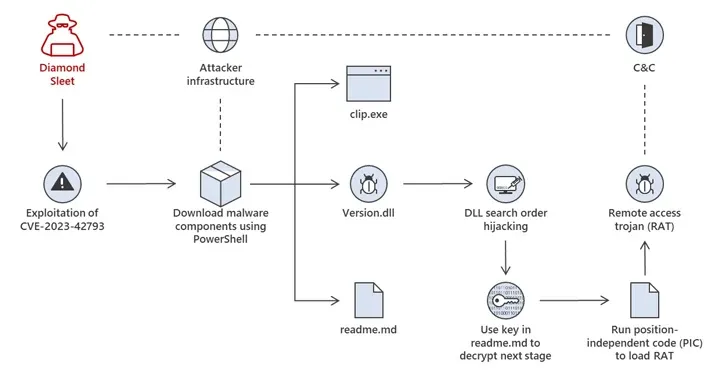 Diamond
Sleet
Attacker
infrastructure
C&C
clip.exe
Exploitation of
CVE-2023-42793
Download malware
components using
PowerShell
Version.dll
DLL search order
hijacking
Remote access
trojan (RAT)
readme.md
Use key in
readme.md to
decrypt next stage
Run position-
independent code (PIC)
to load RAT